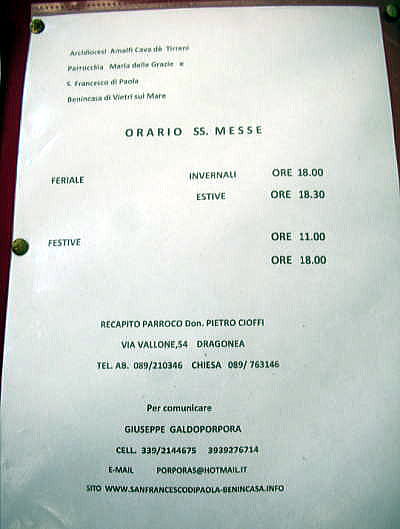 Archidiocesi Amalfi Cava dè Tirreni
Parrocchia Maria delle Grazie e
S. Francesco di Paola
Benincasa di Vietri sul Mare
ORARIO SS. MESSE
FERIALE INVERNALI ORE 18.00
ESTIVE ORE 18.30
FESTIVE ORE 11.00
ORE 18.00
RECAPITO PARROCO Don. PIETRO CIOFFI
VIA VALLONE,54 DRAGONEA
TEL. AB. 089/210346 CHIESA 089/ 763146
Per comunicare
GIUSEPPE GALDOPORPORA
CELL. 339/2144675 3939276714
E-MAIL PORPORAS@HOTMAIL.IT
SITO WWW.SANFRANCESCODIPAOLA-BENINCASA.INFO